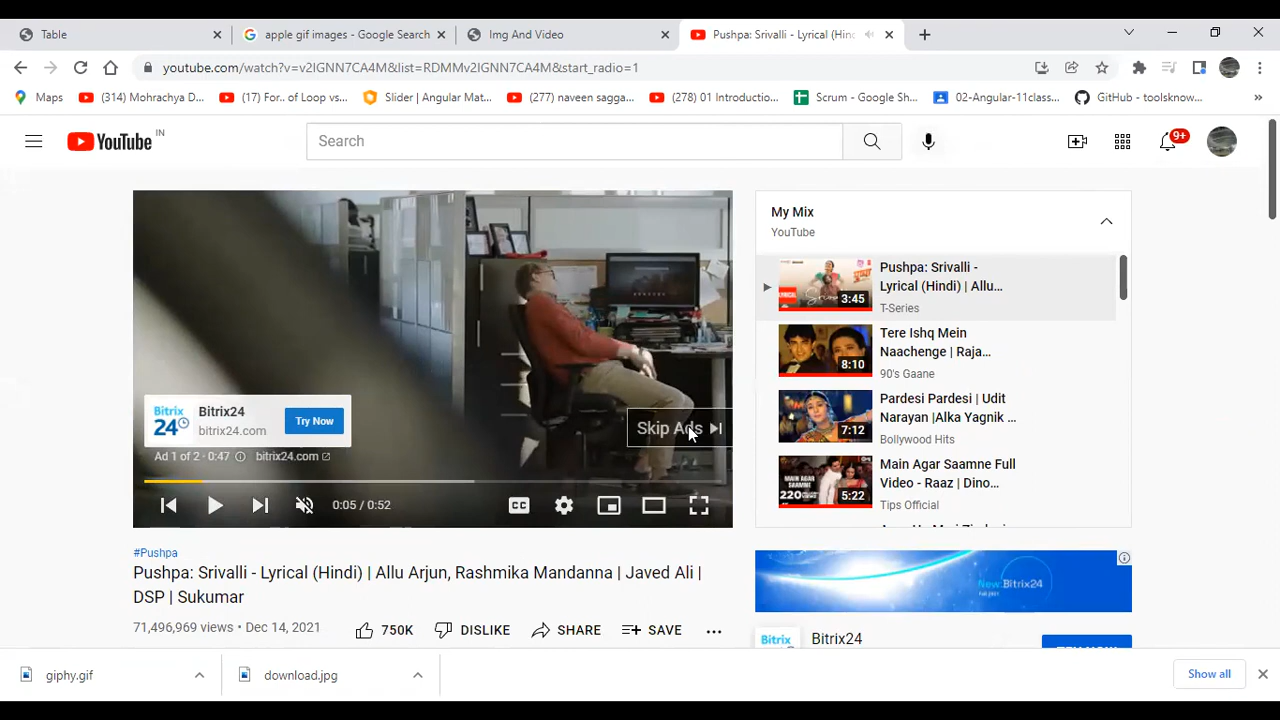 Table
apple gif images - Google Search
Img And Video
Pushpa: Srivalli - Lyrical (Hind
youtube.com/watch?v=v2IGNN7CA4M&list=RDMMv2IGNN7CA4M&start_radio=1
Maps
(314) Mohrachya D...
(17) For.. of Loop vs...
Slider | Angular Mat...
(277) naveen sagga...
(278) 01 Introductio...
Scrum - Google Sh...
02-Angular-11class...
GitHub - toolsknow...
YouTube IN
Search
9+
My Mix
YouTube
Pushpa: Srivalli -
Lyrical (Hindi) | Allu...
T-Series
3:45
Tere Ishq Mein
Naachenge | Raja...
90's Gaane
8:10
Pardesi Pardesi | Udit
Narayan |Alka Yagnik ...
Bollywood Hits
7:12
Main Agar Saamne Full
Video - Raaz | Dino...
Tips Official
5:22
Bitrix24
bitrix24.com
Try Now
Bitrix
24
Skip Ads
Ad 1 of 2 · 0:47
bitrix24.com
0:05 / 0:52
CC
#Pushpa
Pushpa: Srivalli - Lyrical (Hindi) | Allu Arjun, Rashmika Mandanna | Javed Ali |
DSP | Sukumar
71,496,969 views • Dec 14, 2021
750K
DISLIKE
SHARE
SAVE
New Bitrix24
Bitrix
Bitrix24
giphy.gif
download.jpg
Show all